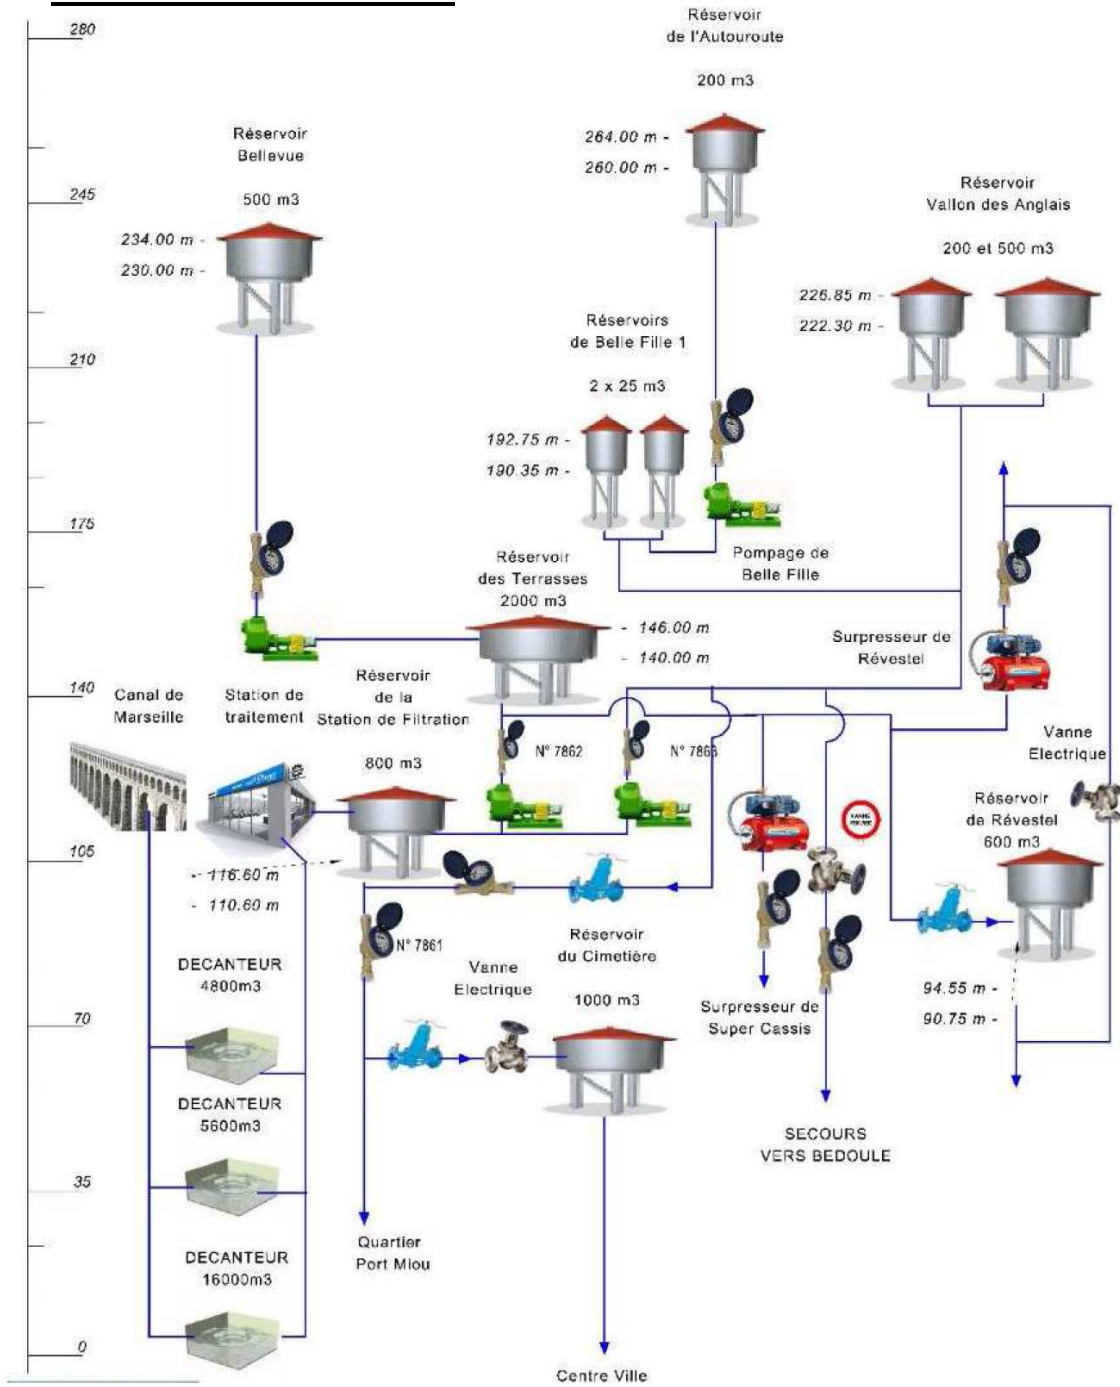 280
245
210
175
140
105
70
35
0
Réservoir
de l'Autouroute
200 m3
264.00 m -
260.00 m -
Réservoir
Bellevue
500 m3
234.00 m -
230.00 m -
Réservoir
Vallon des Anglais
200 et 500 m3
226.85 m -
222.30 m -
Réservoirs
de Belle Fille 1
2 x 25 m3
192.75 m -
190.35 m -
Pompage de
Belle Fille
Réservoir
des Terrasses
2000 m3
- 146.00 m
- 140.00 m
Surpresseur de
Révestel
Canal de
Marseille
Station de
traitement
Réservoir
de la
Station de Filtration
800 m3
N° 7862
N° 7863
Vanne
Electrique
Réservoir
de Révestel
600 m3
- 116.60 m
- 110.60 m
N° 7861
DECANTEUR
4800m3
Vanne
Electrique
Réservoir
du Cimetière
1000 m3
Surpresseur de
Super Cassis
94.55 m -
90.75 m -
DECANTEUR
5600m3
SECOURS
VERS BEDOULE
DECANTEUR
16000m3
Quartier
Port Miou
Centre Ville